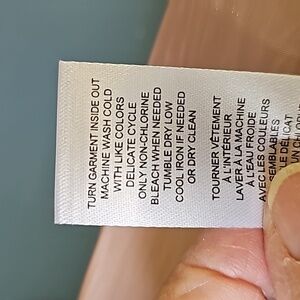 TURN GARMENT INSIDE OUT
MACHINE WASH COLD
WITH LIKE COLORS
DELICATE CYCLE
ONLY NON-CHLORINE
BLEACH WHEN NEEDED
TUMBLE DRY LOW
COOL IRON IF NEEDED
OR DRY CLEAN
TOURNER VÊTEMENT
À L'INTÉRIEUR
LAVER À LA MACHINE
À L'EAU FROIDE
AVEC LES COULEURS
SEMBLABLES
DÉLICAT